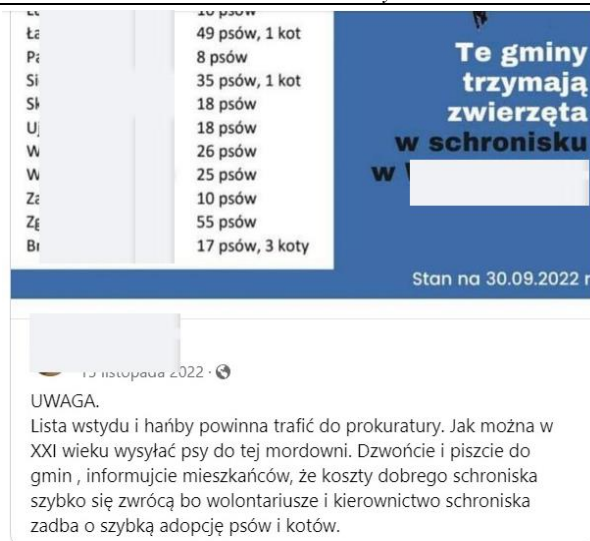 Ła 49 psów, 1 kot
Pa 8 psów
Si 35 psów, 1 kot
Sk 18 psów
Uj 18 psów
W 26 psów
W 25 psów
Za 10 psów
Zg 55 psów
Br 17 psów, 3 koty
Te gminy
trzymają
zwierzęta
w schronisku
w
Stan na 30.09.2022 r
listopada 2022
UWAGA.
Lista wstydu i hańby powinna trafić do prokuratury. Jak można w
XXI wieku wysyłać psy do tej mordowni. Dzwońcie i piszcie do
gmin , informujcie mieszkańców, że koszty dobrego schroniska
szybko się zwrócą bo wolontariusze i kierownictwo schroniska
zadba o szybką adopcję psów i kotów.